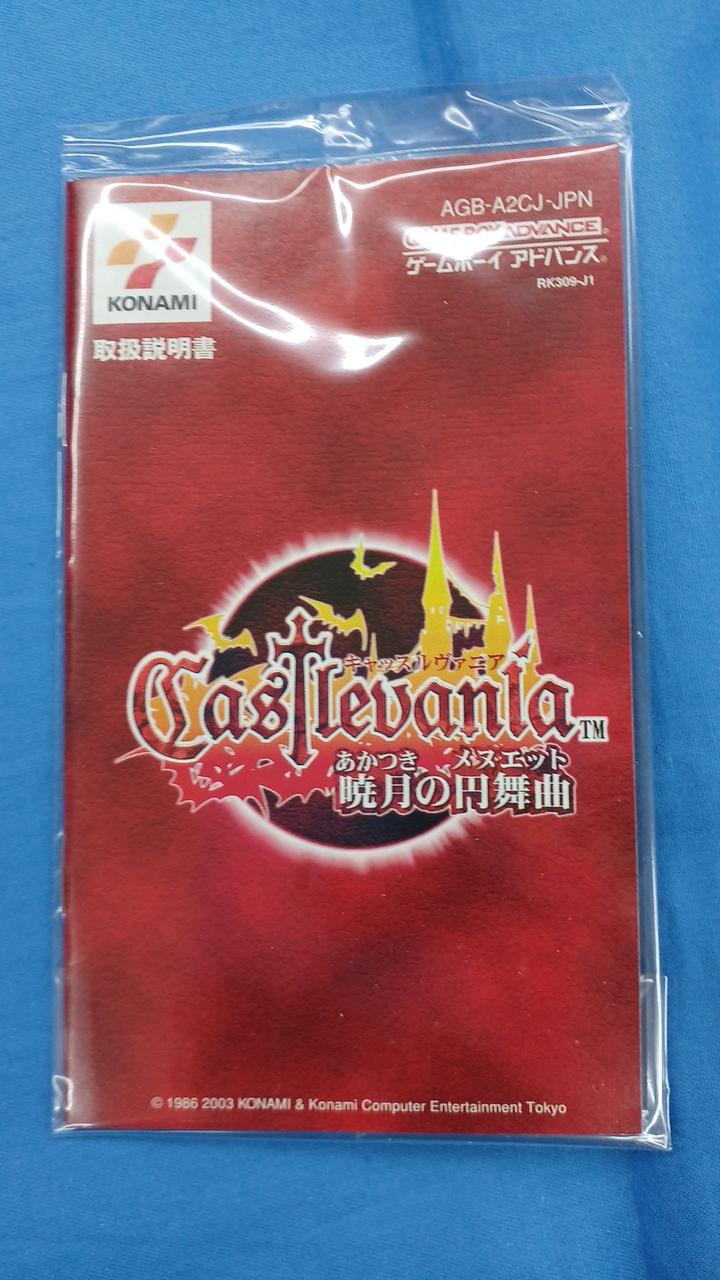 KONAMI
取扱説明書
AGB-A2CJ-JPN
GAME BOY ADVANCE
ゲームボーイ アドバンス
RK309-J1
キャッスルヴァニア
Castlevania TM
あかつき メヌエット
暁月の円舞曲
© 1986 2003 KONAMI & Konami Computer Entertainment Tokyo